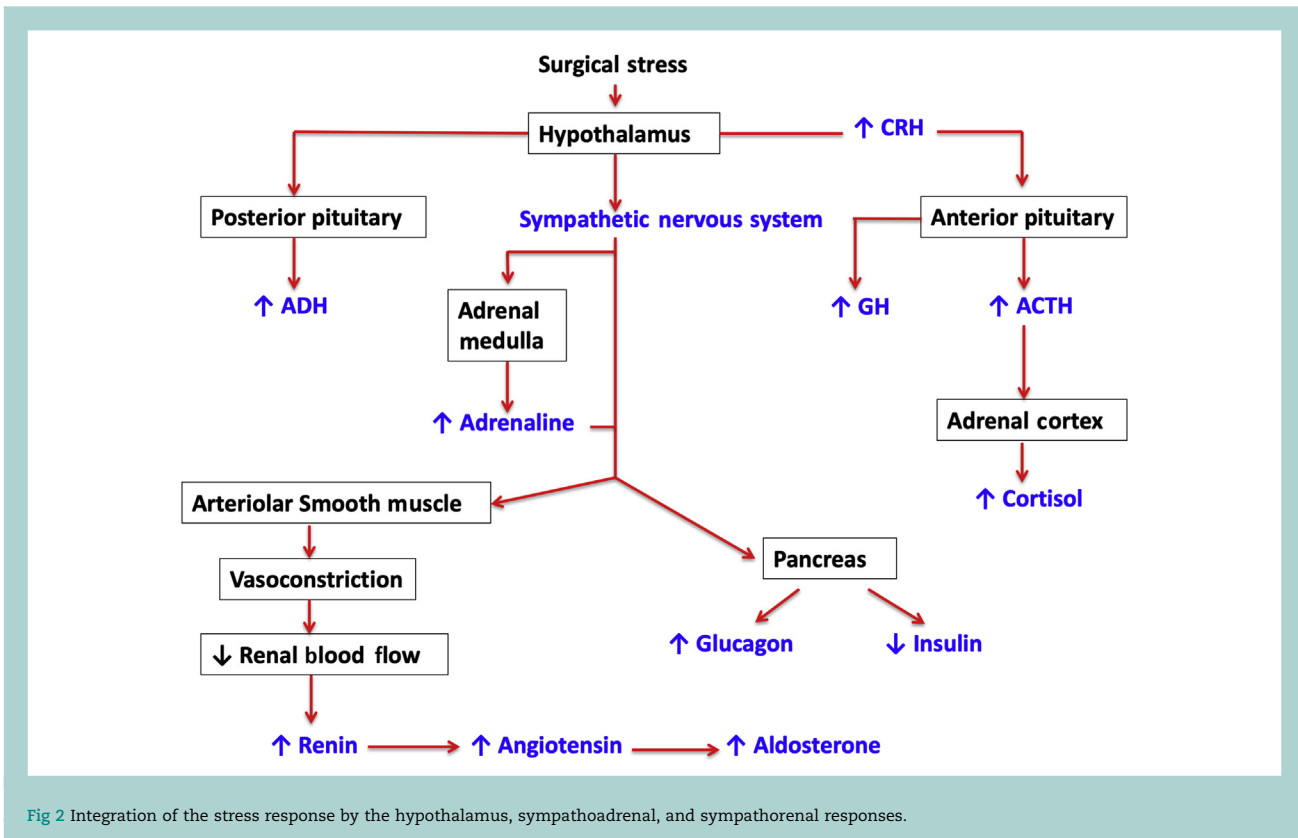 Surgical stress
Hypothalamus
↑ CRH
Posterior pituitary
Sympathetic nervous system
Anterior pituitary
↑ ADH
Adrenal
medulla
↑ GH
↑ ACTH
↑ Adrenaline
Adrenal cortex
Arteriolar Smooth muscle
↑ Cortisol
Vasoconstriction
Pancreas
↓ Renal blood flow
↑ Glucagon
↓ Insulin
↑ Renin
↑ Angiotensin
↑ Aldosterone
Fig 2 Integration of the stress response by the hypothalamus, sympathoadrenal, and sympathorenal responses.